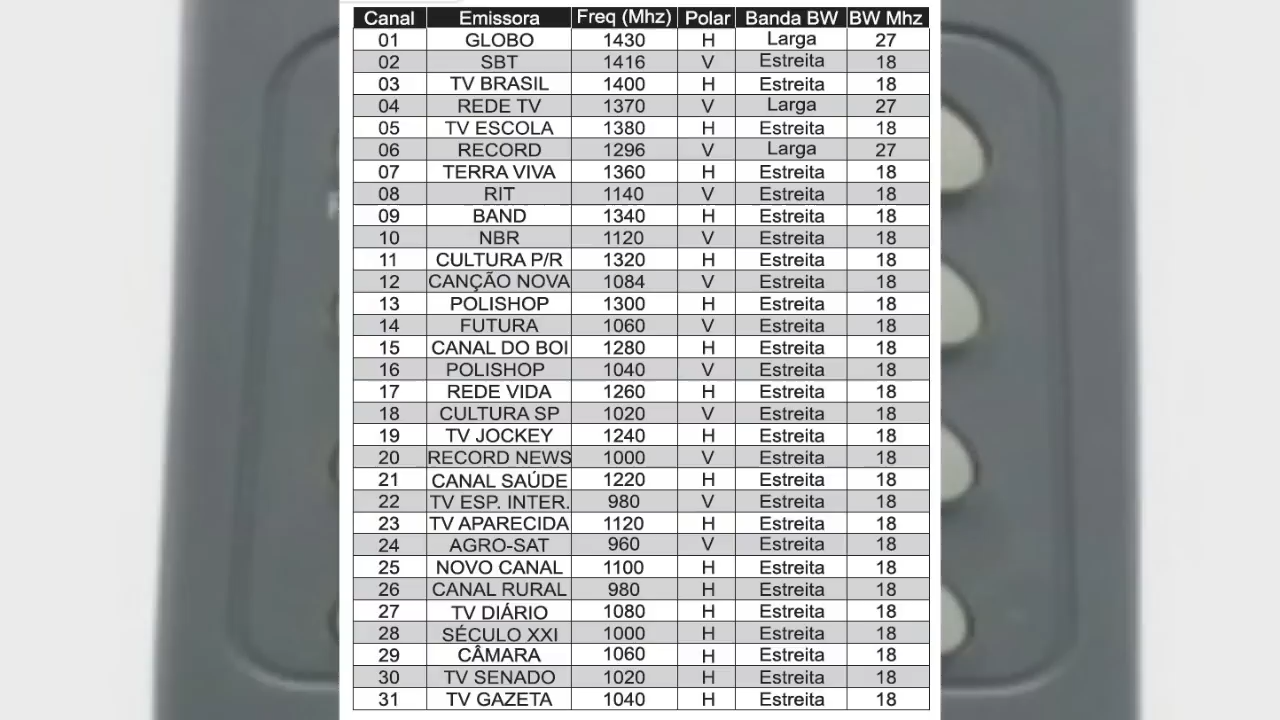 Canal Emissora Freq (Mhz) Polar Banda BW BW Mhz
01 GLOBO 1430 H Larga 27
02 SBT 1416 V Estreita 18
03 TV BRASIL 1400 H Estreita 18
04 REDE TV 1370 V Larga 27
05 TV ESCOLA 1380 H Estreita 18
06 RECORD 1296 V Larga 27
07 TERRA VIVA 1360 H Estreita 18
08 RIT 1140 V Estreita 18
09 BAND 1340 H Estreita 18
10 NBR 1120 V Estreita 18
11 CULTURA P/R 1320 H Estreita 18
12 CANÇÃO NOVA 1084 V Estreita 18
13 POLISHOP 1300 H Estreita 18
14 FUTURA 1060 V Estreita 18
15 CANAL DO BOI 1280 H Estreita 18
16 POLISHOP 1040 V Estreita 18
17 REDE VIDA 1260 H Estreita 18
18 CULTURA SP 1020 V Estreita 18
19 TV JOCKEY 1240 H Estreita 18
20 RECORD NEWS 1000 V Estreita 18
21 CANAL SAÚDE 1220 H Estreita 18
22 TV ESP. INTER. 980 V Estreita 18
23 TV APARECIDA 1120 H Estreita 18
24 AGRO-SAT 960 V Estreita 18
25 NOVO CANAL 1100 H Estreita 18
26 CANAL RURAL 980 H Estreita 18
27 TV DIÁRIO 1080 H Estreita 18
28 SÉCULO XXI 1000 H Estreita 18
29 CÂMARA 1060 H Estreita 18
30 TV SENADO 1020 H Estreita 18
31 TV GAZETA 1040 H Estreita 18